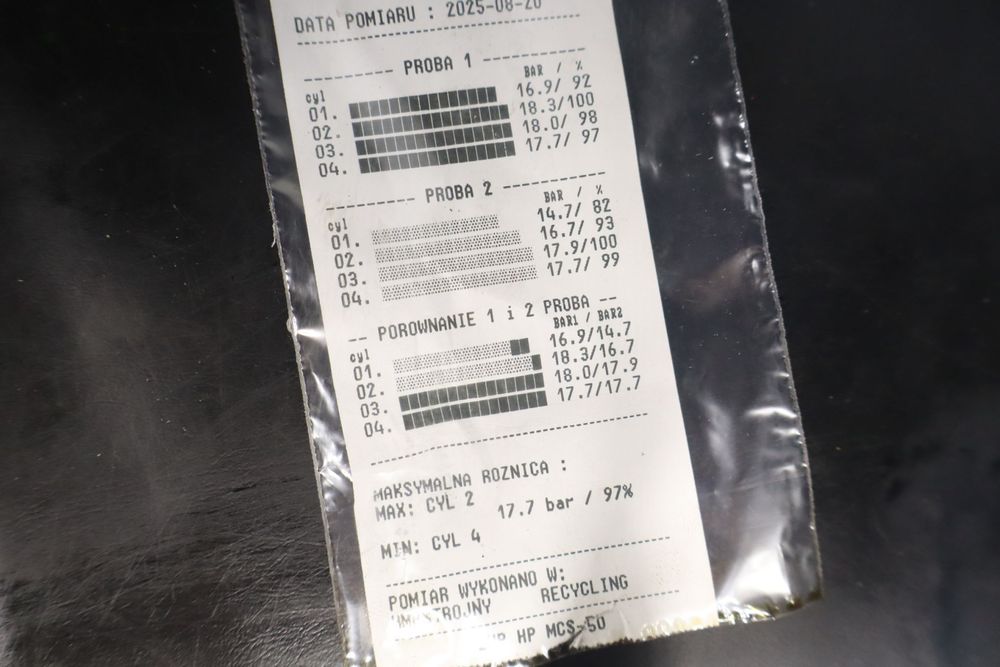 DATA POMIARU : 2025-08-20
PROBA 1
cyl BAR / %
01. 16.9/ 92
02. 18.3/100
03. 18.0/ 98
04. 17.7/ 97
PROBA 2
cyl BAR / %
01. 14.7/ 82
02. 16.7/ 93
03. 17.9/100
04. 17.7/ 99
-- POROWNANIE 1 i 2 PROBA --
cyl BAR1 / BAR2
01. 16.9/14.7
02. 18.3/16.7
03. 18.0/17.9
04. 17.7/17.7
MAKSYMALNA ROZNICA :
MAX: CYL 2
17.7 bar / 97%
MIN: CYL 4
POMIAR WYKONANO W:
RECYCLING
HP MCS-50